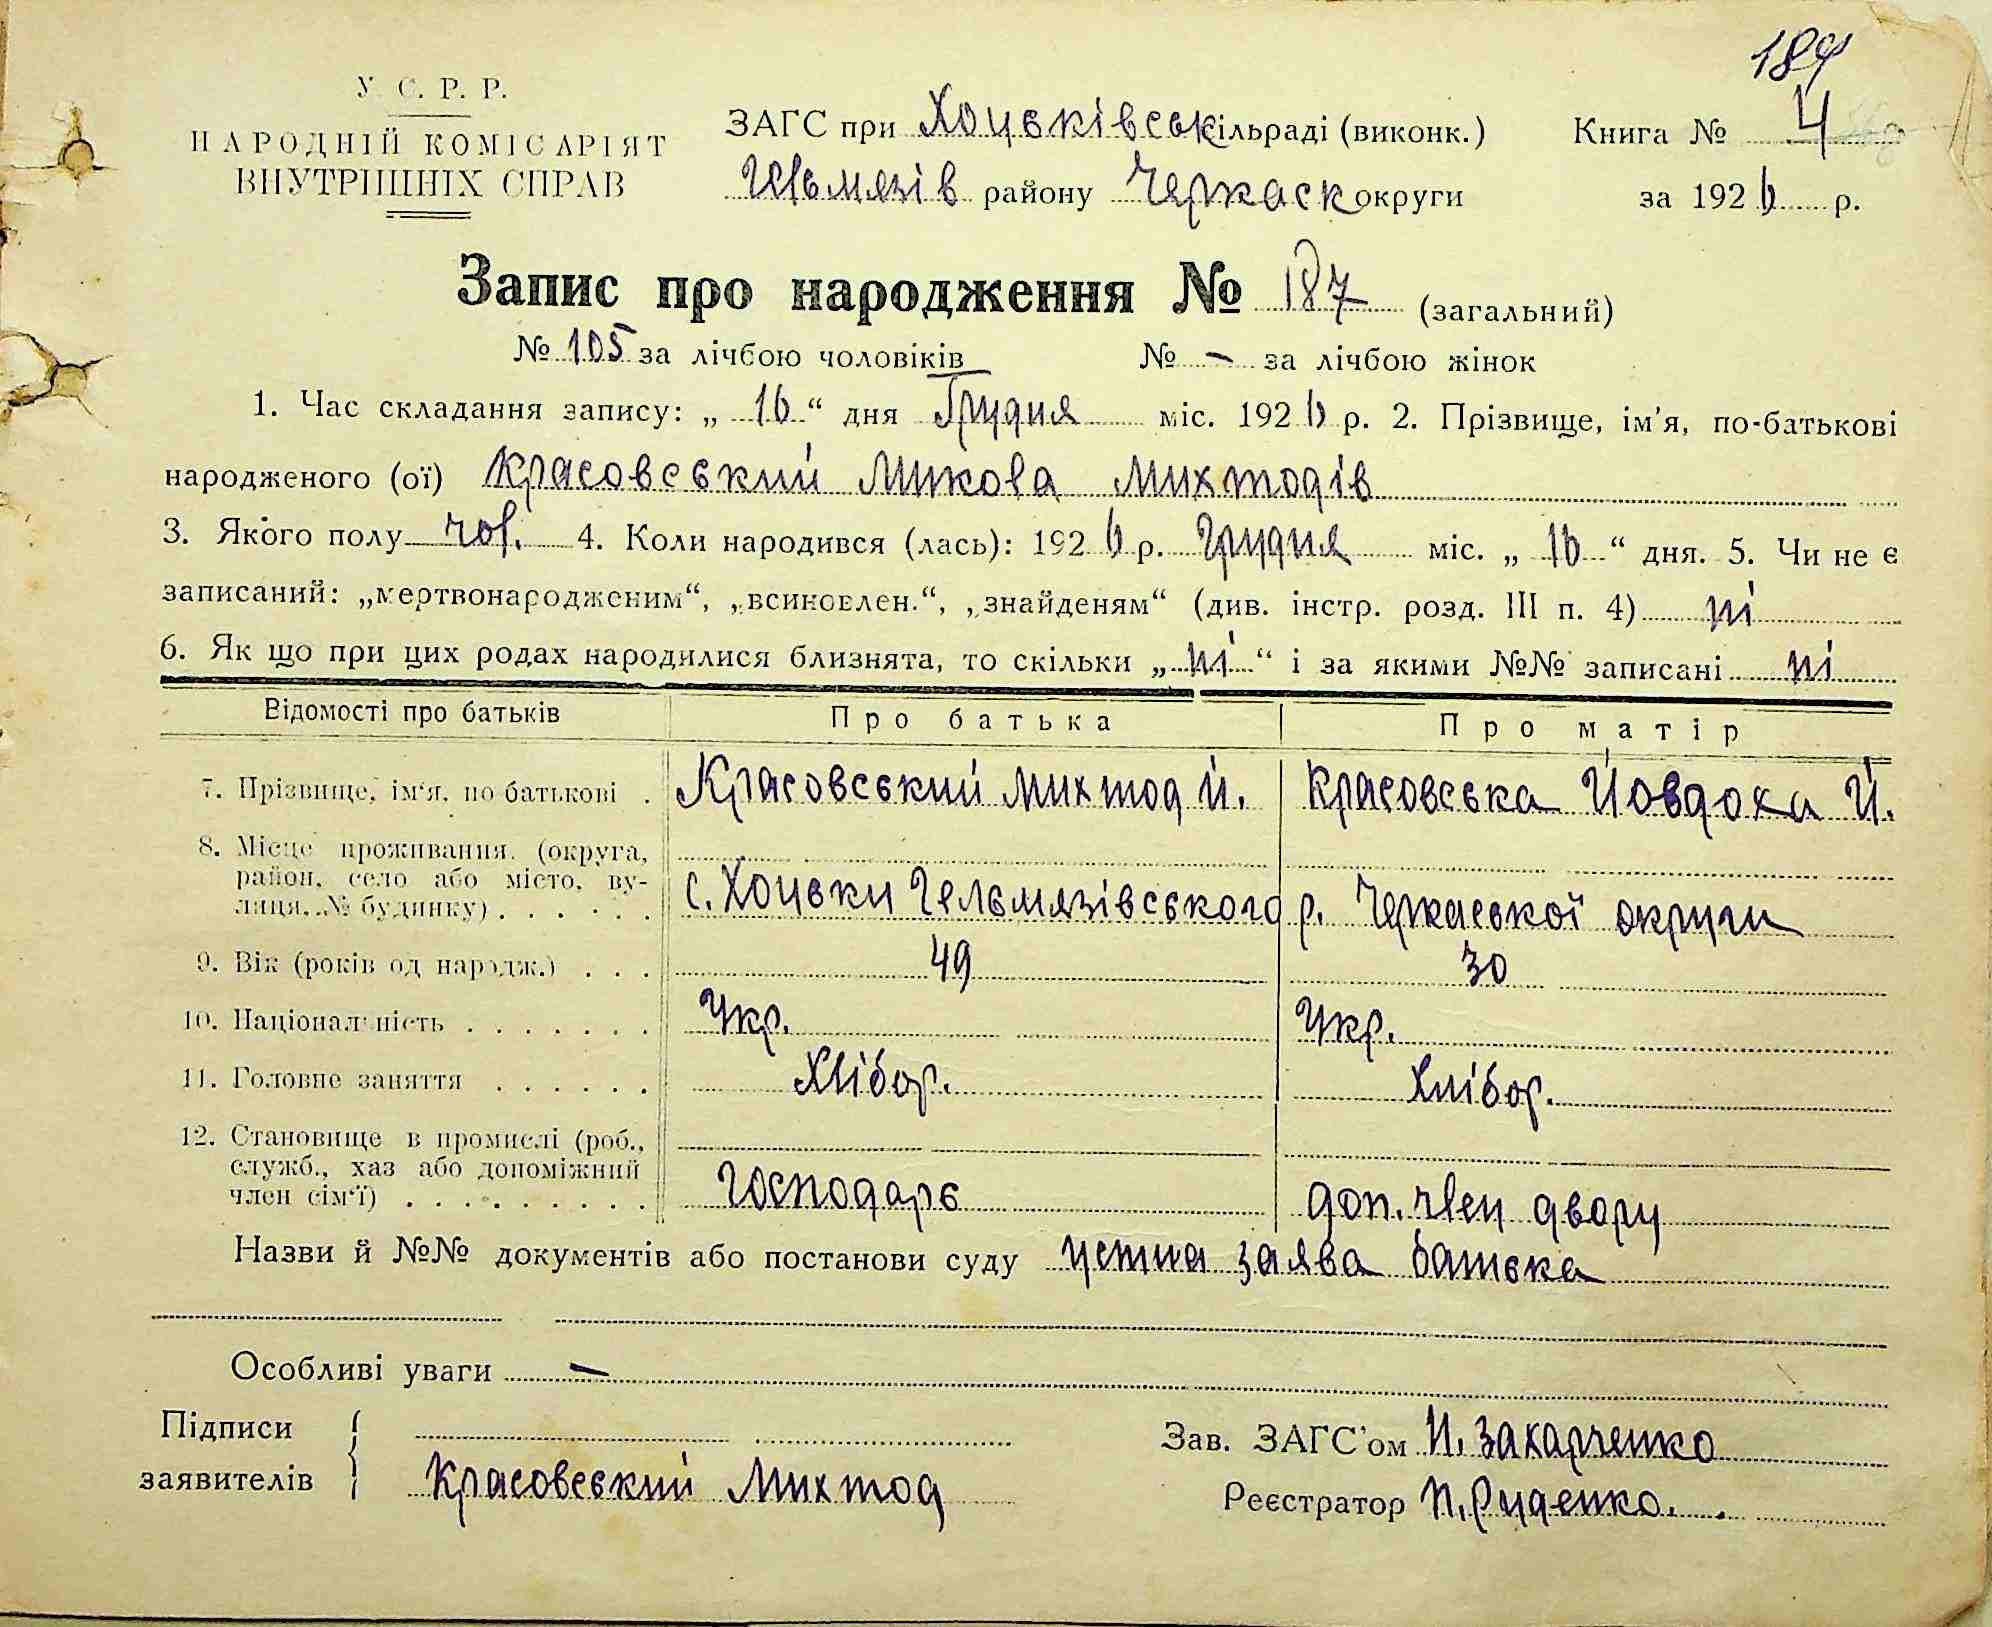 187
У. С. Р. Р.
НАРОДНІЙ КОМІСАРІЯТ
ВНУТРІШНІХ СПРАВ
ЗАГС при Хоцьківськ сільраді (виконк.) Книга № 4
Гельмязів району Черкаск округи за 1926 р.
Запис про народження № 187 (загальний)
№ 105 за лічбою чоловіків № – за лічбою жінок
1. Час складання запису: „ 16 “ дня Грудня міс. 1926 р. 2. Прізвище, ім'я, по-батькові
народженого (ої) Красовський Микола Михтодів
3. Якого полу чол. 4. Коли народився (лась): 1926 р. Грудня міс. „ 16 “ дня. 5. Чи не є
записаний: „мертвонародженим“, „всиновлен.“, „знайденям“ (див. інстр. розд. III п. 4) ні
6. Як що при цих родах народилися близнята, то скільки „ ні “ і за якими №№ записані ні
Відомості про батьків Про батька Про матір
7. Прізвище, ім'я, по батькові . Красовський Михтод Й. Красовська Йовдоха Й.
8. Місце проживання. (округа,
район, село або місто, ву-
лиця, № будинку) . . . . . . с. Хоцьки Гельмязівського р. Черкаської округи
9. Вік (років од народж.) . . . 49 30
10. Національність . . . . . . . Укр. Укр.
11. Головне заняття . . . . . . Хлібор. Хлібор.
12. Становище в промислі (роб.,
служб., хаз або допоміжний
член сім'ї) . . . . . . . . . Господарь доп. член двору
Назви й №№ документів або постанови суду устна заява батька
Особливі уваги –
Підписи
заявителів Красовський Михтод
Зав. ЗАГС'ом И. Захарченко
Реєстратор П. Руденко.